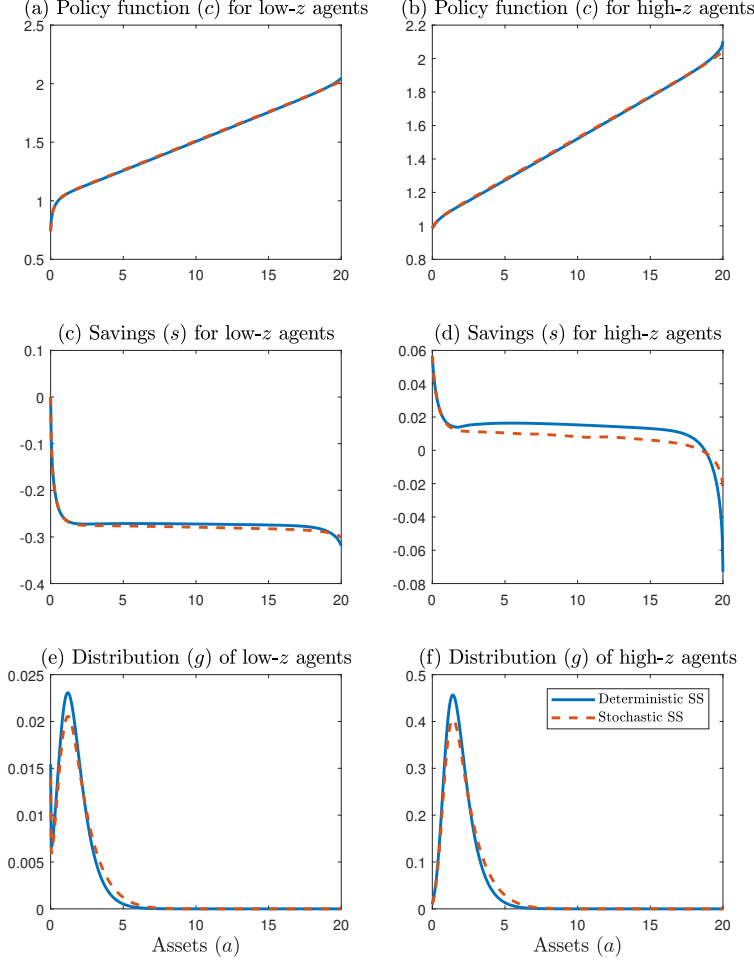 (a) Policy function (c) for low-z agents
2.5
2
1.5
1
0.5
0 5 10 15 20
(b) Policy function (c) for high-z agents
2.2
2
1.8
1.6
1.4
1.2
1
0.8
0 5 10 15 20
(c) Savings (s) for low-z agents
0.1
0
-0.1
-0.2
-0.3
-0.4
0 5 10 15 20
(d) Savings (s) for high-z agents
0.06
0.04
0.02
0
-0.02
-0.04
-0.06
-0.08
0 5 10 15 20
(e) Distribution (g) of low-z agents
0.025
0.02
0.015
0.01
0.005
0
0 5 10 15 20
Assets (a)
(f) Distribution (g) of high-z agents
0.5
0.4
0.3
0.2
0.1
0
Deterministic SS
Stochastic SS
0 5 10 15 20
Assets (a)